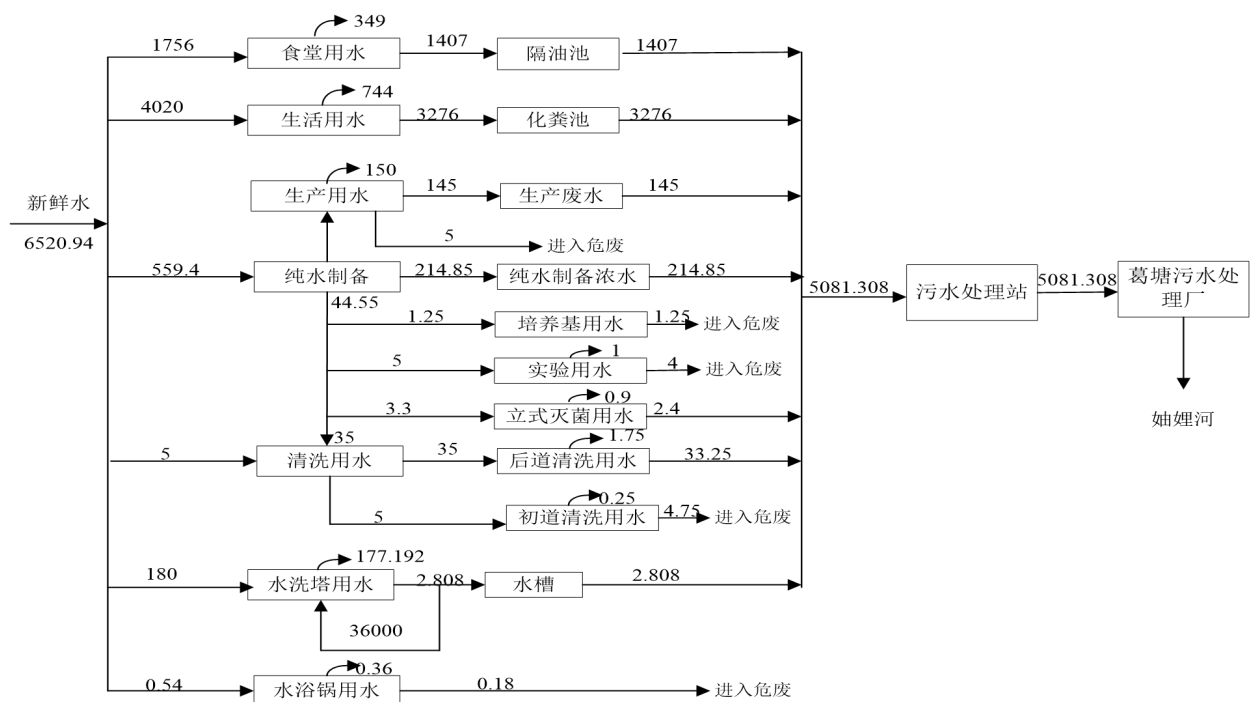 349
1756
食堂用水
1407
隔油池
1407
744
4020
生活用水
3276
化粪池
3276
150
生产用水
145
生产废水
145
新鲜水
6520.94
5
进入危废
559.4
纯水制备
214.85
纯水制备浓水
214.85
5081.308
污水处理站
5081.308
葛塘污水处
理厂
44.55
1.25
培养基用水
1.25
进入危废
1
5
实验用水
4
进入危废
0.9
3.3
立式灭菌用水
2.4
妯娌河
35
1.75
5
清洗用水
35
后道清洗用水
33.25
0.25
5
初道清洗用水
4.75
进入危废
177.192
180
水洗塔用水
2.808
水槽
2.808
36000
0.36
0.54
水浴锅用水
0.18
进入危废